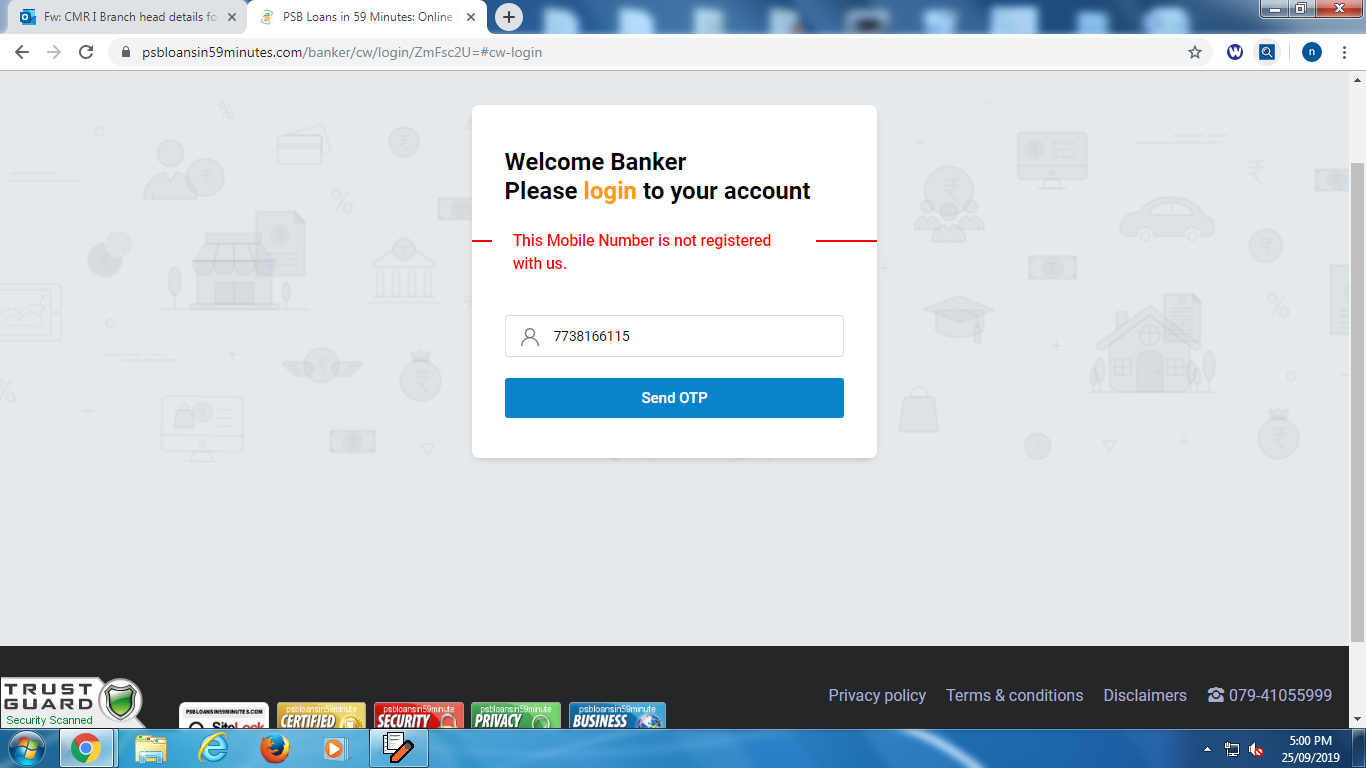 Fw: CMR I Branch head details fo
PSB Loans in 59 Minutes: Online
psbloansin59minutes.com/banker/cw/login/ZmFsc2U=#cw-login
n
Welcome Banker
Please login to your account
This Mobile Number is not registered
with us.
7738166115
Send OTP
TRUST
GUARD
Security Scanned
PSBLOANSIN59MINUTES.COM
SiteLock
psbloansin59minute
CERTIFIED
psbloansin59minute
SECURITY
psbloansin59minute
PRIVACY
psbloansin59minute
BUSINESS
Privacy policy
Terms & conditions
Disclaimers
079-41055999
5:00 PM
25/09/2019